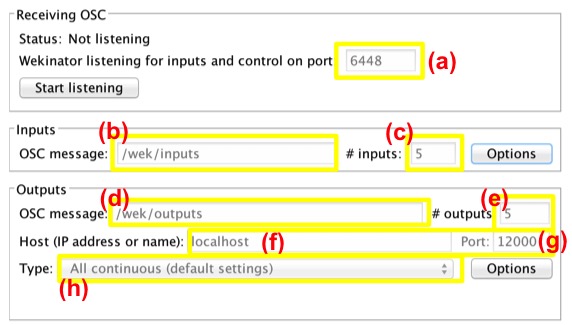 Receiving OSC
Status: Not listening
Wekinator listening for inputs and control on port 6448 (a)
Start listening
Inputs
(b) (c)
OSC message: /wek/inputs # inputs: 5 Options
Outputs
(d) (e)
OSC message: /wek/outputs # outputs 5
Host (IP address or name): localhost (f) Port: 12000 (g)
Type: All continuous (default settings) Options
(h)